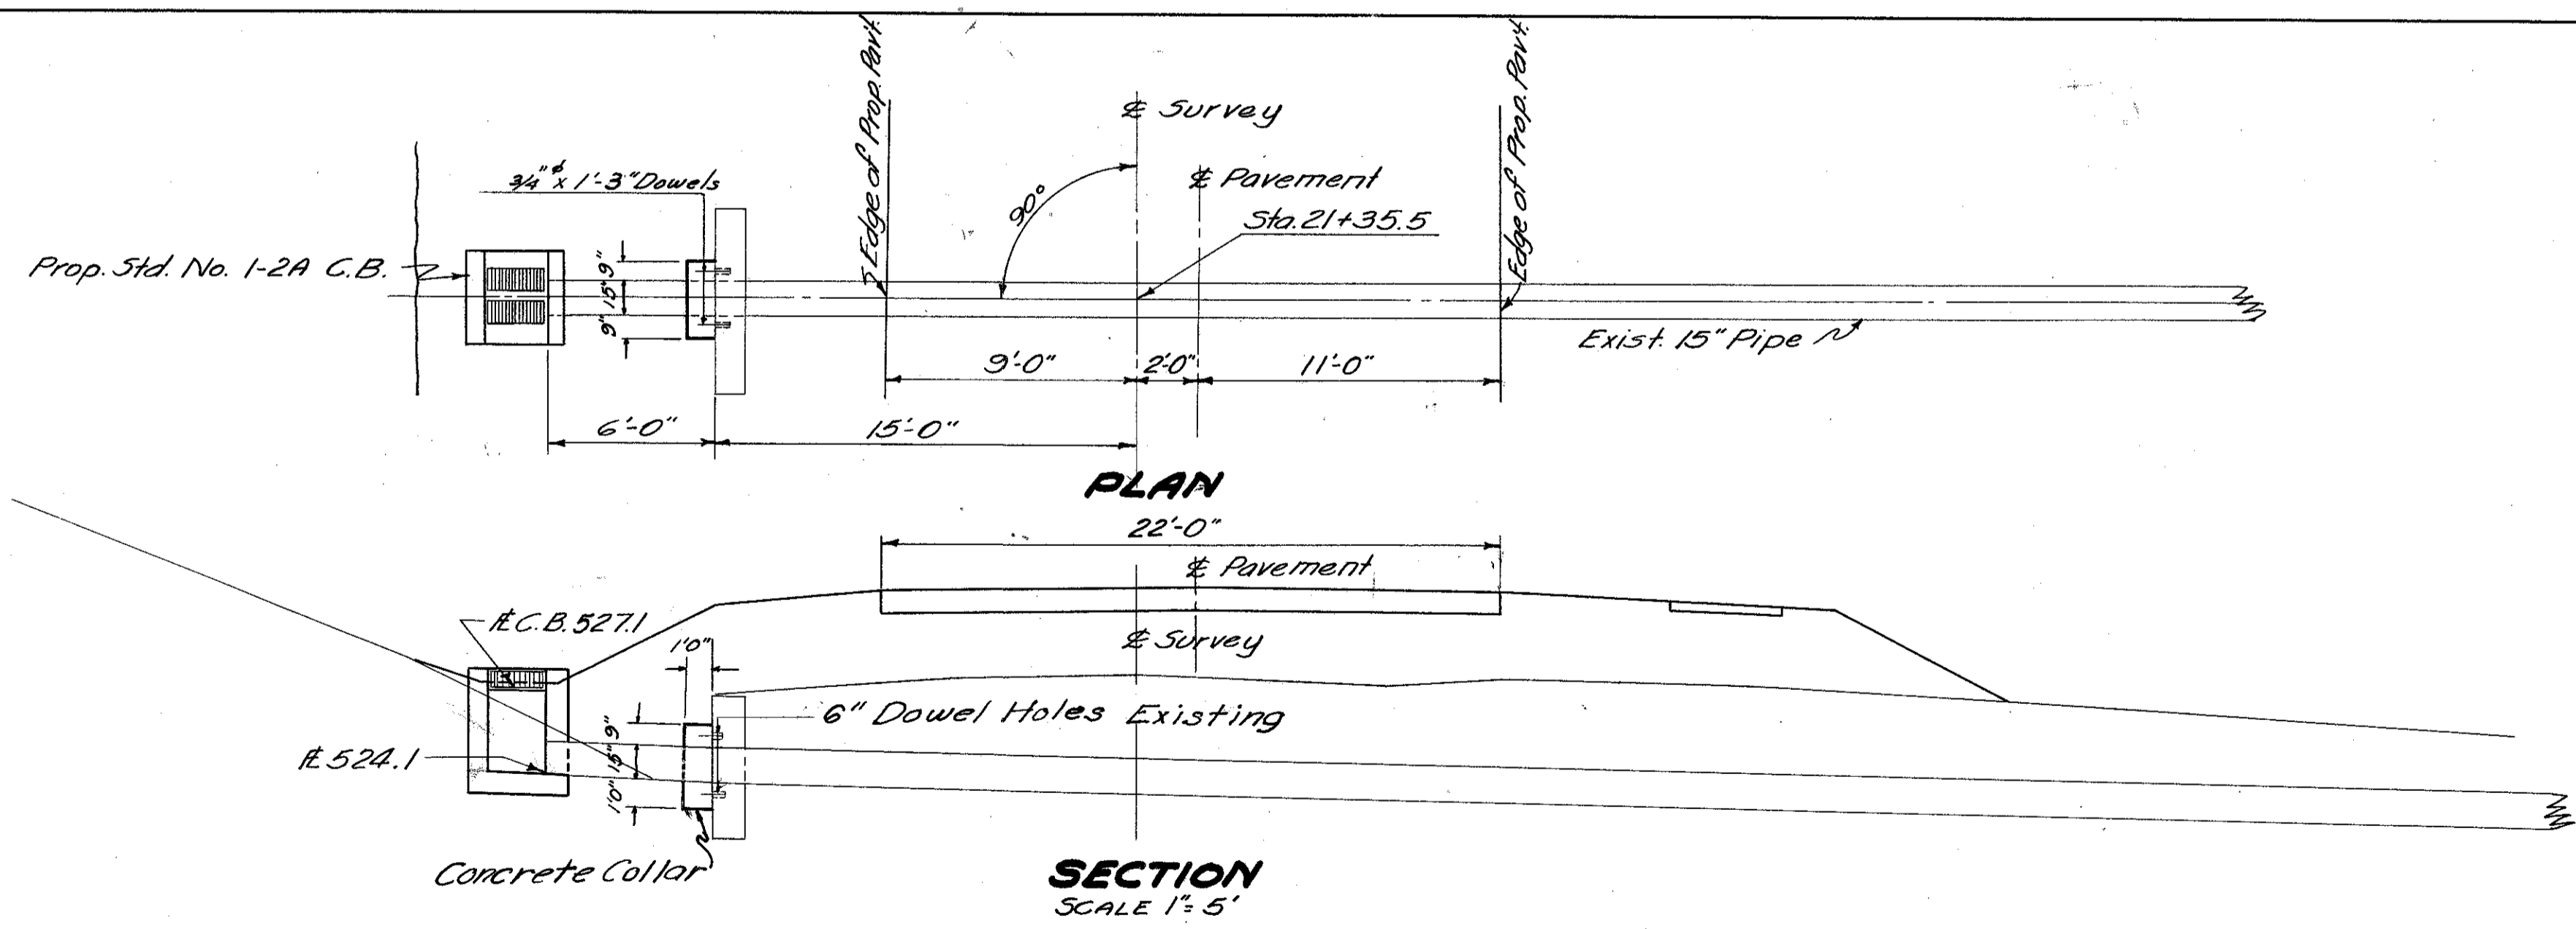 Edge of Prop. Pav't.
Edge of Prop. Pav't.
℄ Survey
3/4"φ x 1'-3" Dowels
90°
℄ Pavement
Sta. 21+35.5
Prop. Std. No. 1-2A C.B.
9"
15"
9"
Exist. 15" Pipe
9'-0"
2'-0"
11'-0"
6'-0"
15'-0"
PLAN
22'-0"
℄ Pavement
C.B. 527.1
1'0"
℄ Survey
6" Dowel Holes Existing
9"
15"
1'0"
524.1
Concrete Collar
SECTION
SCALE 1"= 5'